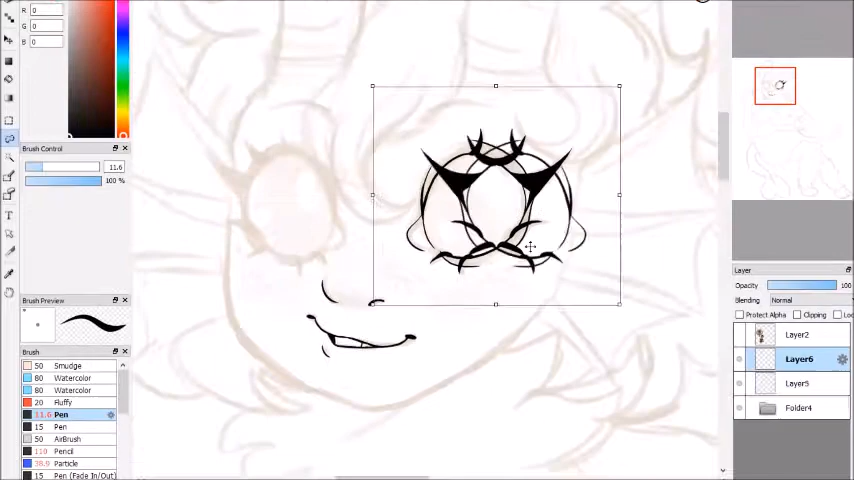 R 0
G 0
B 0
Brush Control
11.6
100 %
Brush Preview
Brush
50 Smudge
80 Watercolor
80 Watercolor
20 Fluffy
11.6 Pen
15 Pen
50 AirBrush
110 Pencil
38.9 Particle
15 Pen (Fade In/Out)
Layer
Opacity 100
Blending Normal
Protect Alpha Clipping Loc
Layer2
Layer6
Layer5
Folder4